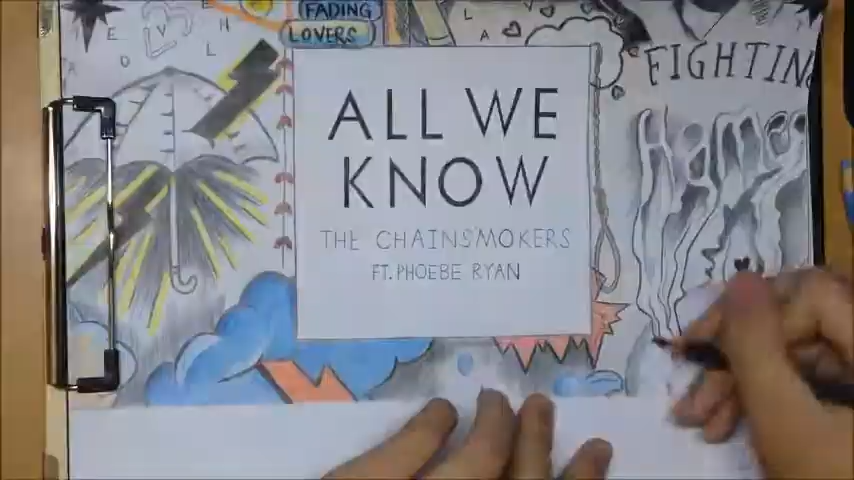 FADING
LOVERS
FIGHTIN
ALL WE
KNOW
THE CHAINSMOKERS
FT. PHOEBE RYAN